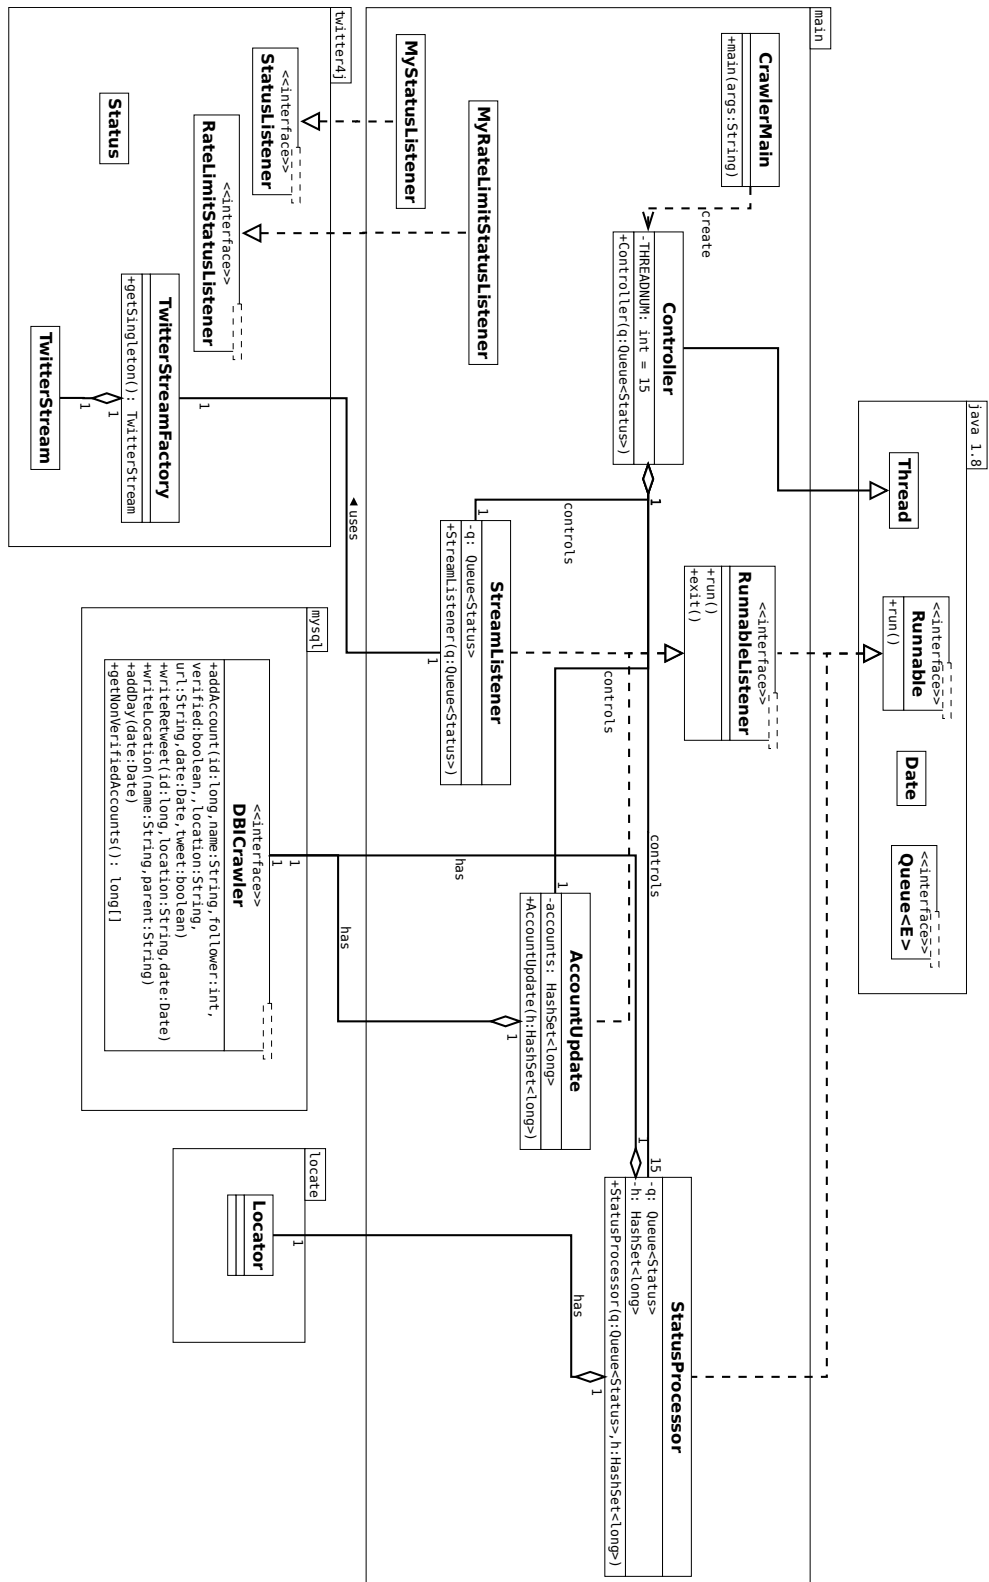 java 1.8
Thread
<<interface>>
Runnable
+run()
Date
<<interface>>
Queue<E>
main
CrawlerMain
+main(args:String)
create
Controller
-THREADNUM: int = 15
+Controller(q:Queue<Status>)
1
<<interface>>
RunnableListener
+run()
+exit()
controls
controls
controls
1
StreamListener
-q: Queue<Status>
+StreamListener(q:Queue<Status>)
1
1
AccountUpdate
-accounts: HashSet<long>
+AccountUpdate(h:HashSet<long>)
1
15
1
StatusProcessor
-q: Queue<Status>
-h: HashSet<long>
+StatusProcessor(q:Queue<Status>,h:HashSet<long>)
1
MyRateLimitStatusListener
MyStatusListener
▲ uses
has
has
has
twitter4j
<<interface>>
StatusListener
<<interface>>
RateLimitStatusListener
Status
1
TwitterStreamFactory
+getSingleton(): TwitterStream
1
1
TwitterStream
mysql
1
1
<<interface>>
DBICrawler
+addAccount(id:long,name:String,follower:int,
verified:boolean,,location:String,
url:String,date:Date,tweet:boolean)
+writeRetweet(id:long,location:String,date:Date)
+writeLocation(name:String,parent:String)
+addDay(date:Date)
+getNonVerifiedAccounts(): long[]
locate
1
Locator